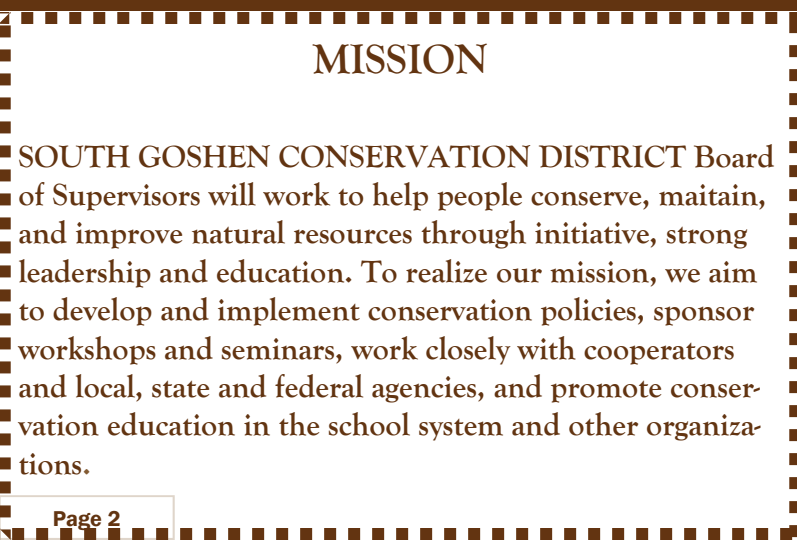 MISSION
SOUTH GOSHEN CONSERVATION DISTRICT Board
of Supervisors will work to help people conserve, maitain,
and improve natural resources through initiative, strong
leadership and education. To realize our mission, we aim
to develop and implement conservation policies, sponsor
workshops and seminars, work closely with cooperators
and local, state and federal agencies, and promote conser-
vation education in the school system and other organiza-
tions.
Page 2